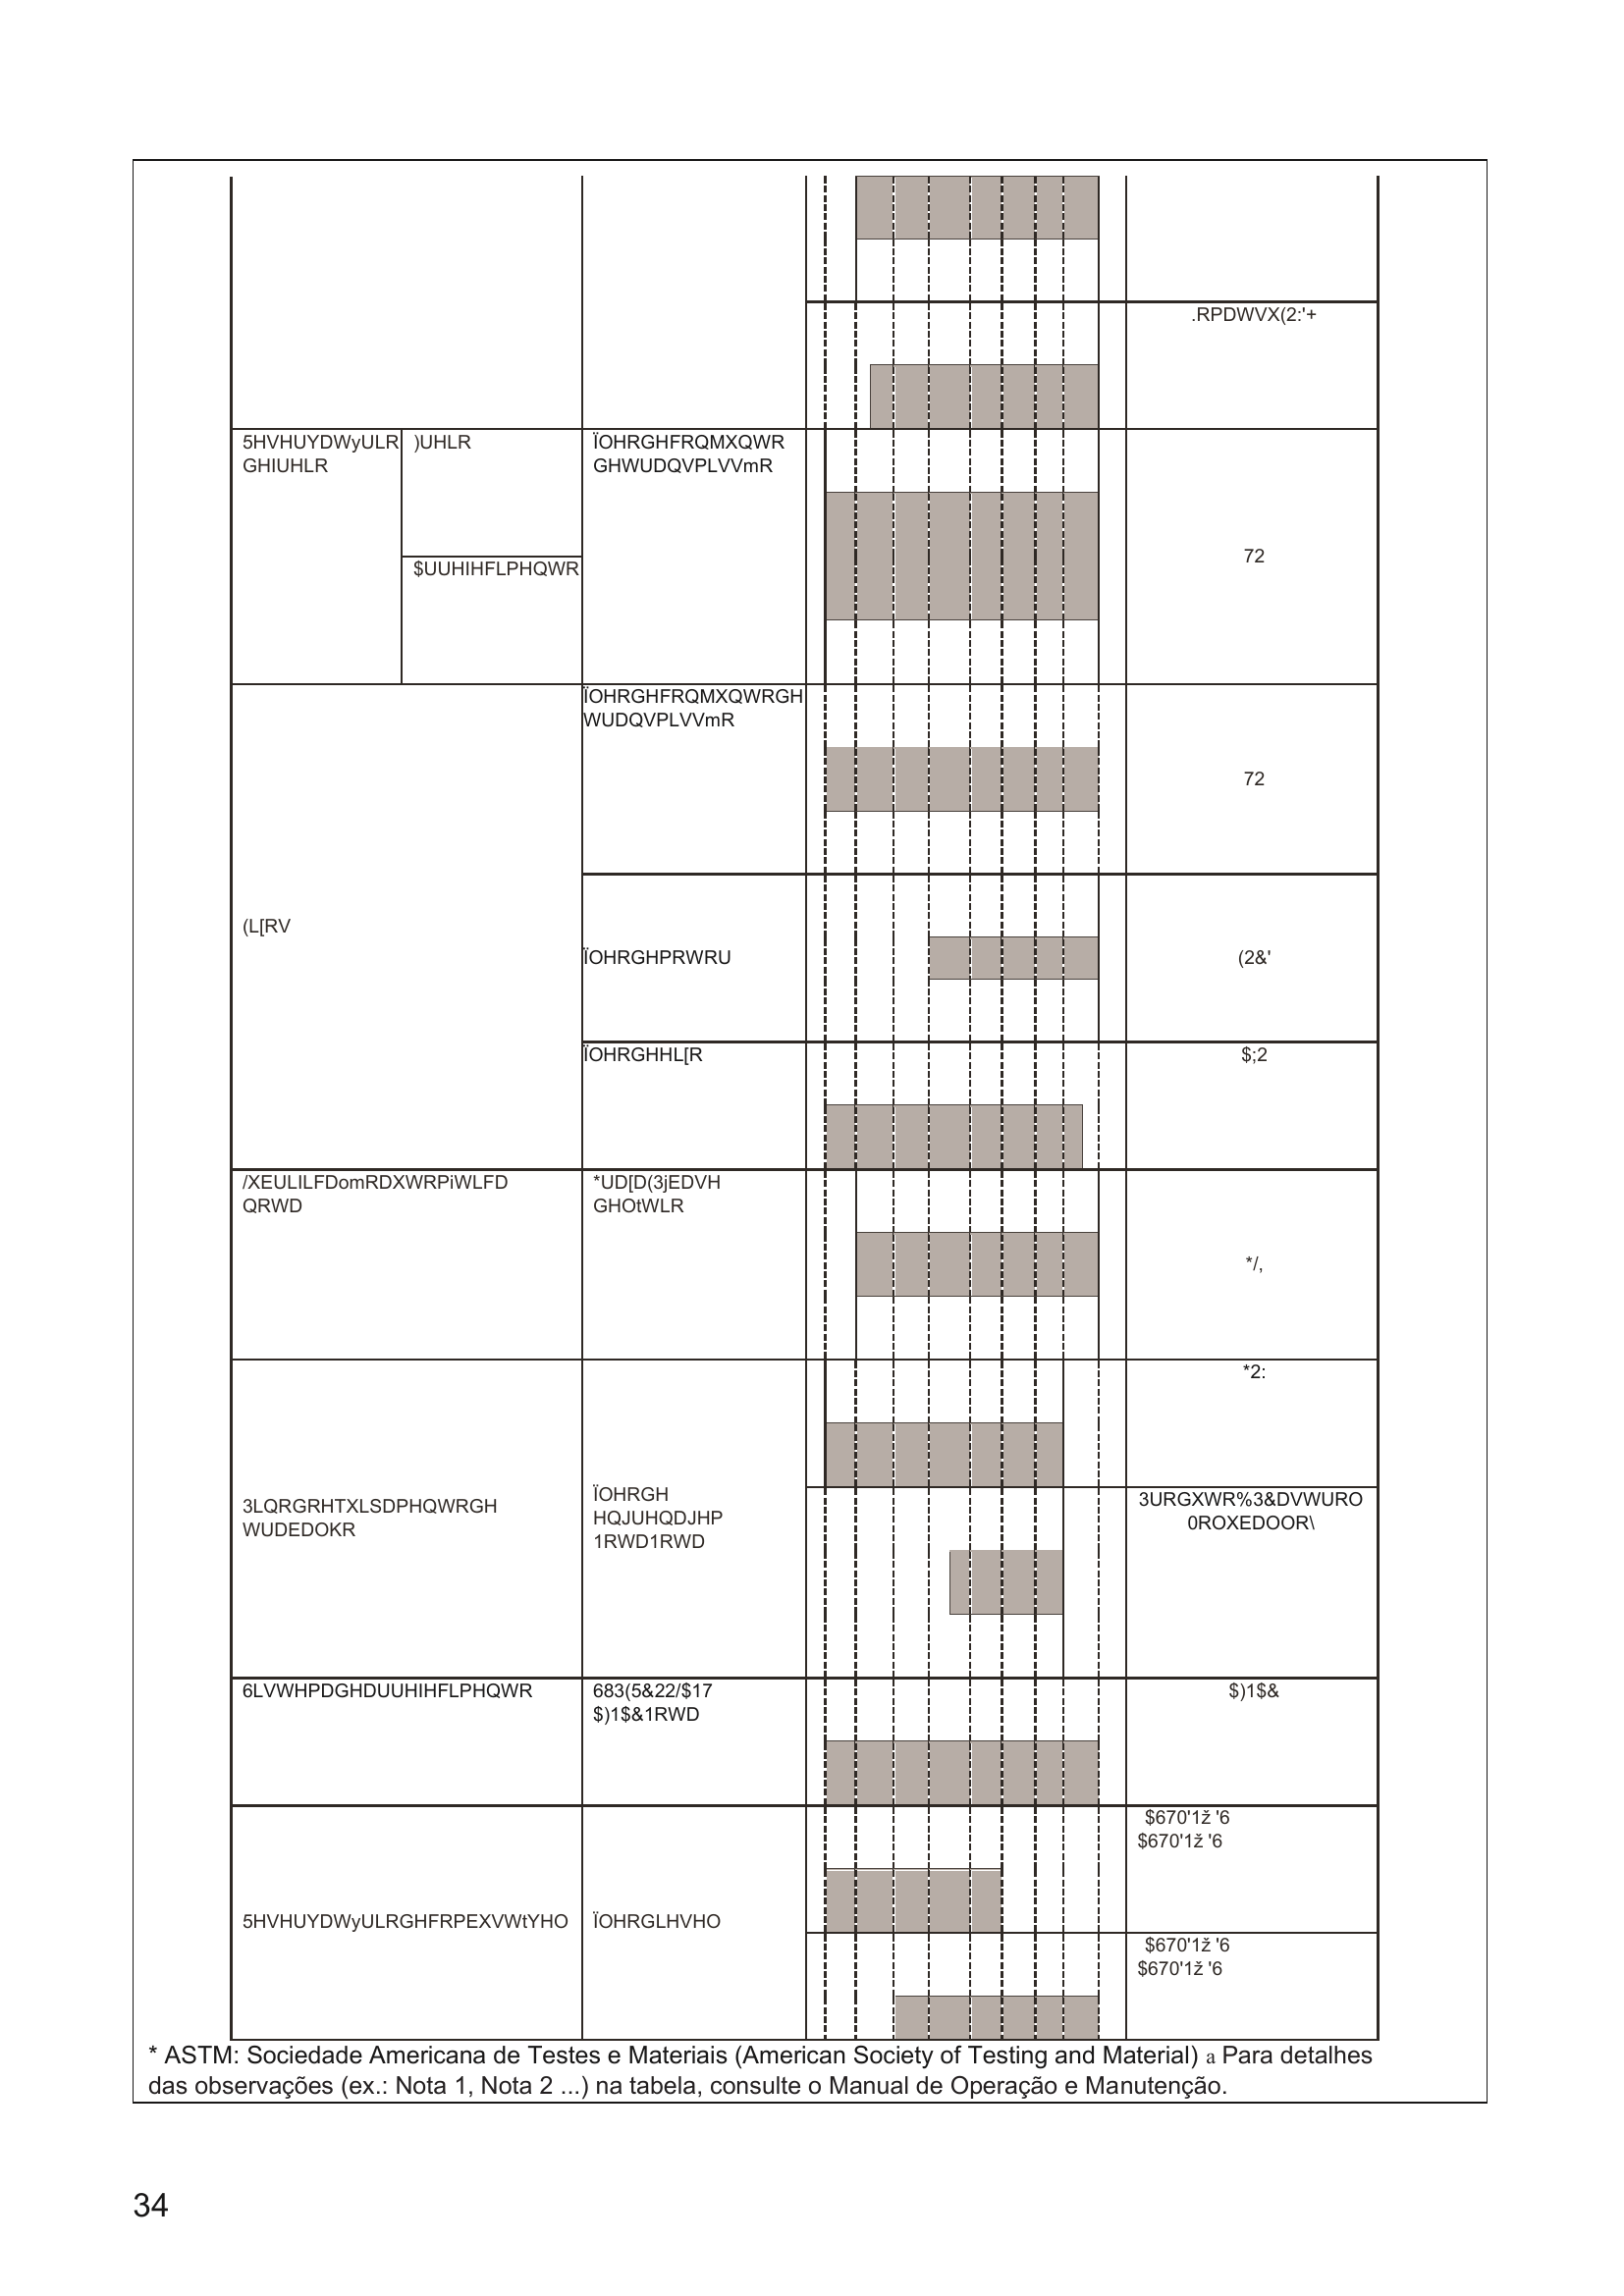 .RPDWVX(2:'+
5HVHUYDWyULR
GHIUHLR
)UHLR
ÏOHRGHFRQMXQWR
GHWUDQVPLVVmR
72
$UUHIHFLPHQWR
ÏOHRGHFRQMXQWRGH
WUDQVPLVVmR
72
(L[RV
ÏOHRGHPRWRU
(2&'
ÏOHRGHHL[R
$;2
/XEULILFDomRDXWRPiWLFD
QRWD
*UD[D(3jEDVH
GHOtWLR
*/,
*2:
3LQRGRHTXLSDPHQWRGH
WUDEDOKR
ÏOHRGH
HQJUHQDJHP
1RWD1RWD
3URGXWR%3&DVWURO
0ROXEDOOR\
6LVWHPDGHDUUHIHFLPHQWR
683(5&22/$17
$)1$&1RWD
$)1$&
$670'1ž '6
$670'1ž '6
5HVHUYDWyULRGHFRPEXVWtYHO
ÏOHRGLHVHO
$670'1ž '6
$670'1ž '6
* ASTM: Sociedade Americana de Testes e Materiais (American Society of Testing and Material) a Para detalhes
das observações (ex.: Nota 1, Nota 2 ...) na tabela, consulte o Manual de Operação e Manutenção.
34